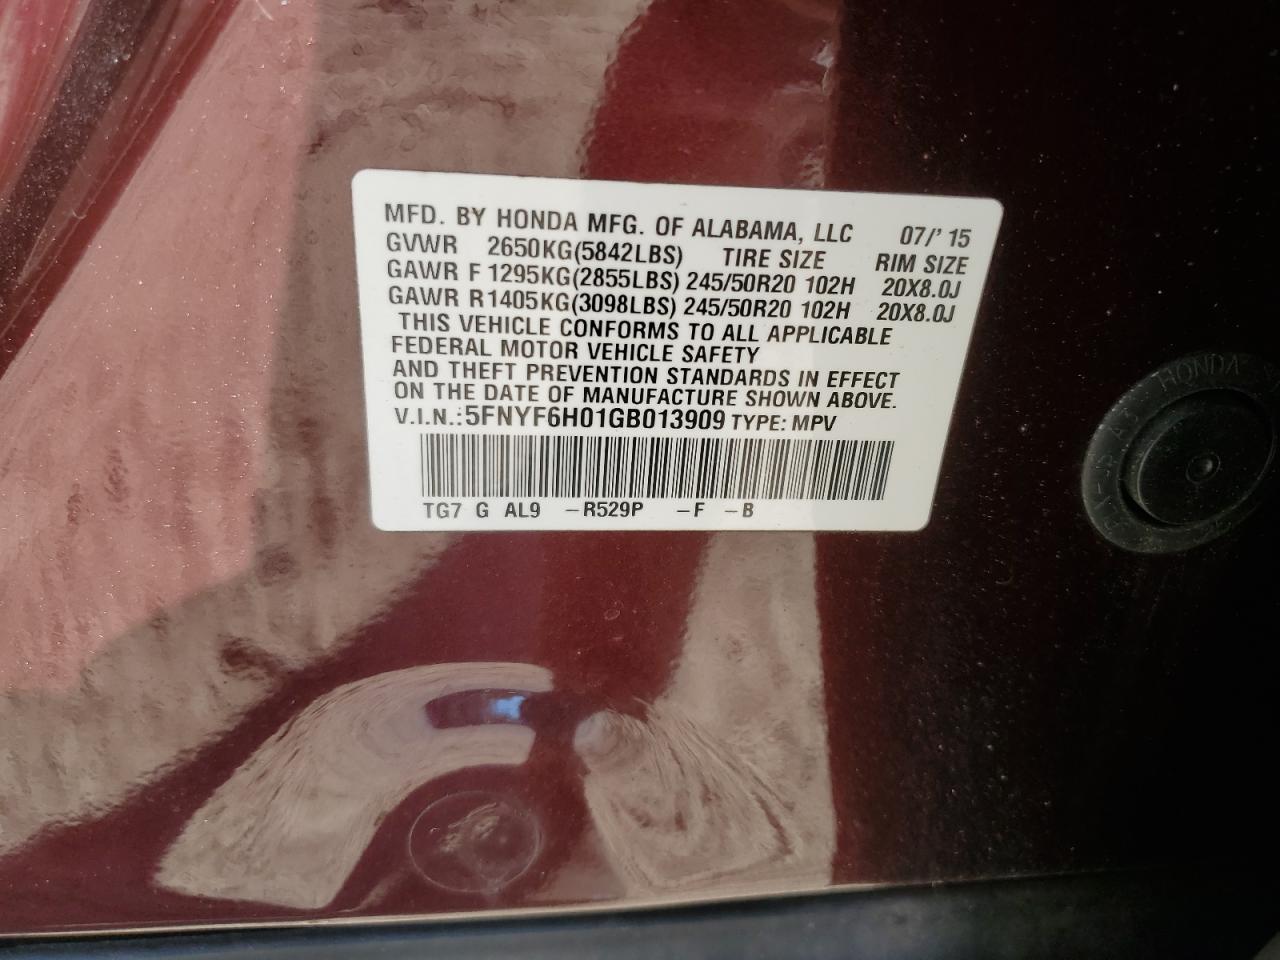 MFD. BY HONDA MFG. OF ALABAMA, LLC 07/'15
GVWR 2650KG(5842LBS) TIRE SIZE RIM SIZE
GAWR F 1295KG(2855LBS) 245/50R20 102H 20X8.0J
GAWR R1405KG(3098LBS) 245/50R20 102H 20X8.0J
THIS VEHICLE CONFORMS TO ALL APPLICABLE
FEDERAL MOTOR VEHICLE SAFETY
AND THEFT PREVENTION STANDARDS IN EFFECT
ON THE DATE OF MANUFACTURE SHOWN ABOVE.
V.I.N.:5FNYF6H01GB013909 TYPE: MPV
TG7 G AL9 -R529P -F -B
HONDA